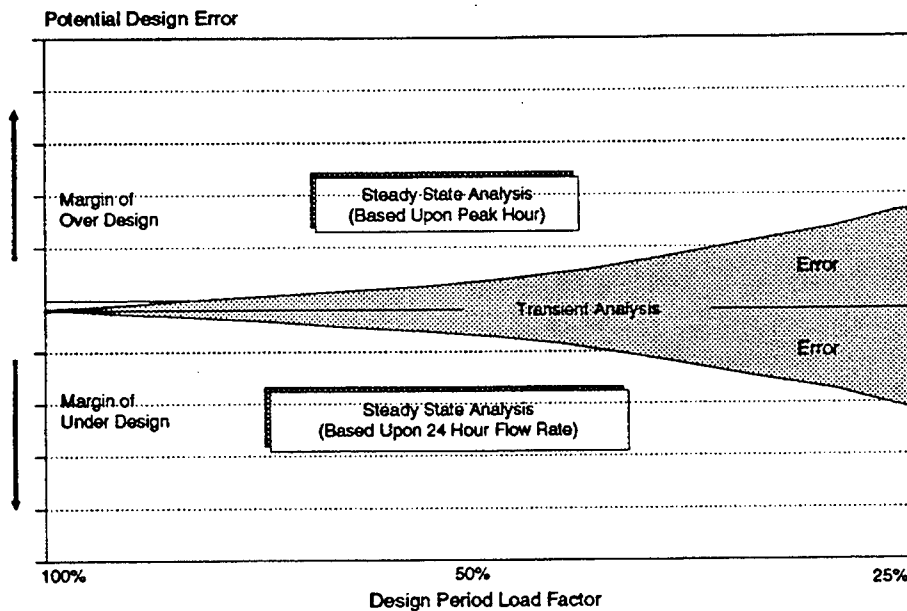 Potential Design Error
Margin of
Over Design
Steady State Analysis
(Based Upon Peak Hour)
Error
Transient Analysis
Error
Margin of
Under Design
Steady State Analysis
(Based Upon 24 Hour Flow Rate)
100%
50%
25%
Design Period Load Factor